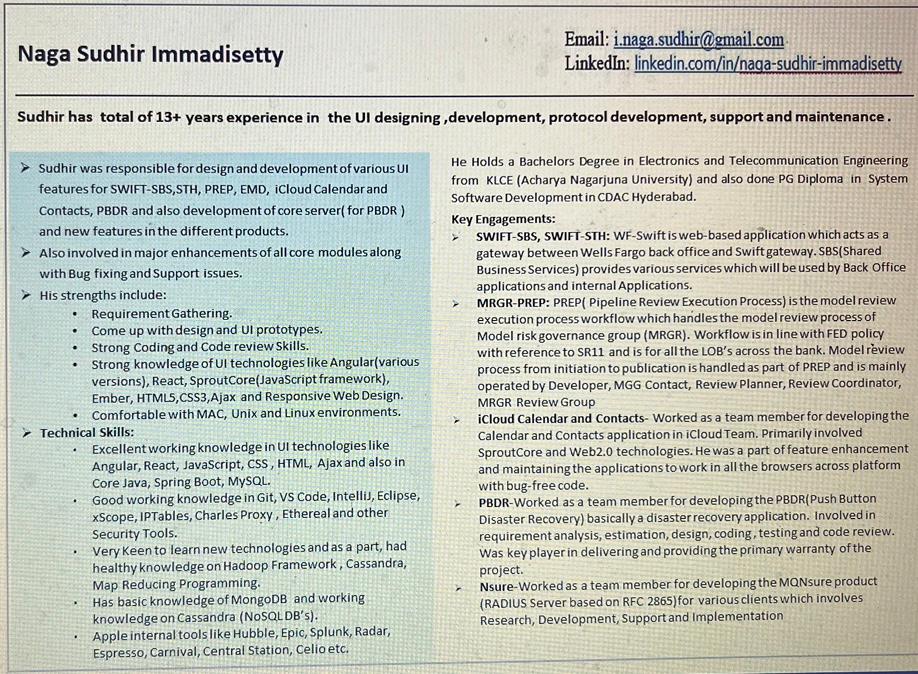 Naga Sudhir Immadisetty
Email: i.naga.sudhir@gmail.com
LinkedIn: linkedin.com/in/naga-sudhir-immadisetty
Sudhir has total of 13+ years experience in the UI designing ,development, protocol development, support and maintenance .
➢ Sudhir was responsible for design and development of various UI
features for SWIFT-SBS,STH, PREP, EMD, iCloud Calendar and
Contacts, PBDR and also development of core server( for PBDR )
and new features in the different products.
➢ Also involved in major enhancements of all core modules along
with Bug fixing and Support issues.
➢ His strengths include:
• Requirement Gathering.
• Come up with design and UI prototypes.
• Strong Coding and Code review Skills.
• Strong knowledge of UI technologies like Angular(various
versions), React, SproutCore(JavaScript framework),
Ember, HTML5,CSS3,Ajax and Responsive Web Design.
• Comfortable with MAC, Unix and Linux environments.
➢ Technical Skills:
• Excellent working knowledge in UI technologies like
Angular, React, JavaScript, CSS , HTML, Ajax and also in
Core Java, Spring Boot, MySQL.
• Good working knowledge in Git, VS Code, IntelliJ, Eclipse,
xScope, IPTables, Charles Proxy , Ethereal and other
Security Tools.
• Very Keen to learn new technologies and as a part, had
healthy knowledge on Hadoop Framework , Cassandra,
Map Reducing Programming.
• Has basic knowledge of MongoDB and working
knowledge on Cassandra (NoSQL DB's).
• Apple internal tools like Hubble, Epic, Splunk, Radar,
Espresso, Carnival, Central Station, Celio etc.
He Holds a Bachelors Degree in Electronics and Telecommunication Engineering
from KLCE (Acharya Nagarjuna University) and also done PG Diploma in System
Software Development in CDAC Hyderabad.
Key Engagements:
➢ SWIFT-SBS, SWIFT-STH: WF-Swift is web-based application which acts as a
gateway between Wells Fargo back office and Swift gateway. SBS(Shared
Business Services) provides various services which will be used by Back Office
applications and internal Applications.
➢ MRGR-PREP: PREP( Pipeline Review Execution Process) is the model review
execution process workflow which handles the model review process of
Model risk governance group (MRGR). Workflow is in line with FED policy
with reference to SR11 and is for all the LOB's across the bank. Model review
process from initiation to publication is handled as part of PREP and is mainly
operated by Developer, MGG Contact, Review Planner, Review Coordinator,
MRGR Review Group
➢ iCloud Calendar and Contacts- Worked as a team member for developing the
Calendar and Contacts application in iCloud Team. Primarily involved
SproutCore and Web2.0 technologies. He was a part of feature enhancement
and maintaining the applications to work in all the browsers across platform
with bug-free code.
➢ PBDR-Worked as a team member for developing the PBDR(Push Button
Disaster Recovery) basically a disaster recovery application. Involved in
requirement analysis, estimation, design, coding , testing and code review.
Was key player in delivering and providing the primary warranty of the
project.
➢ Nsure-Worked as a team member for developing the MQNsure product
(RADIUS Server based on RFC 2865)for various clients which involves
Research, Development, Support and Implementation